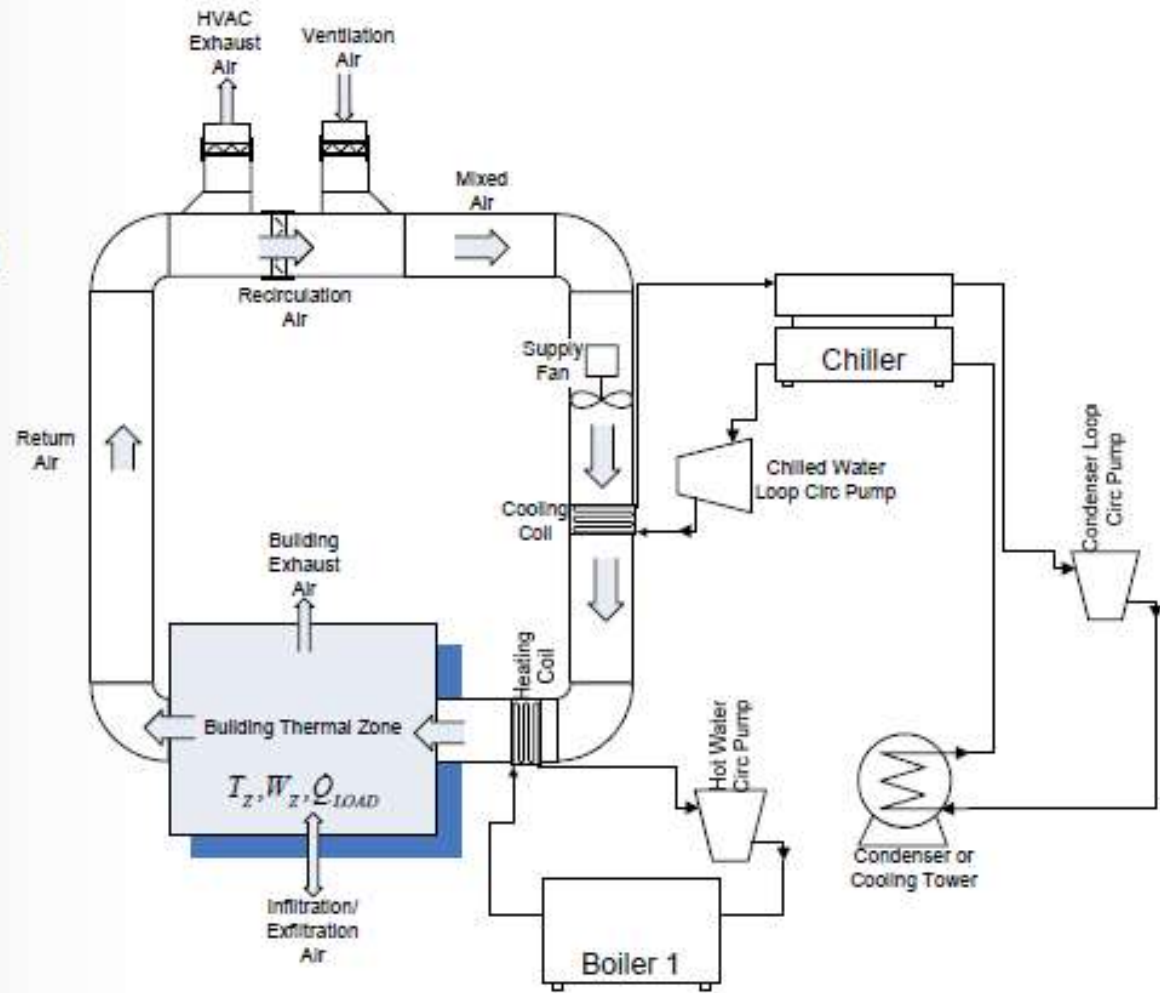 HVAC
Exhaust
Air
Ventilation
Air
Mixed
Air
Recirculation
Air
Supply
Fan
Chiller
Return
Air
Chilled Water
Loop Circ Pump
Condenser Loop
Circ Pump
Cooling
Coil
Building
Exhaust
Air
Heating
Coil
Building Thermal Zone
T_Z, W_Z, Q_LOAD
Hot Water
Circ Pump
Condenser or
Cooling Tower
Infiltration/
Exfiltration
Air
Boiler 1